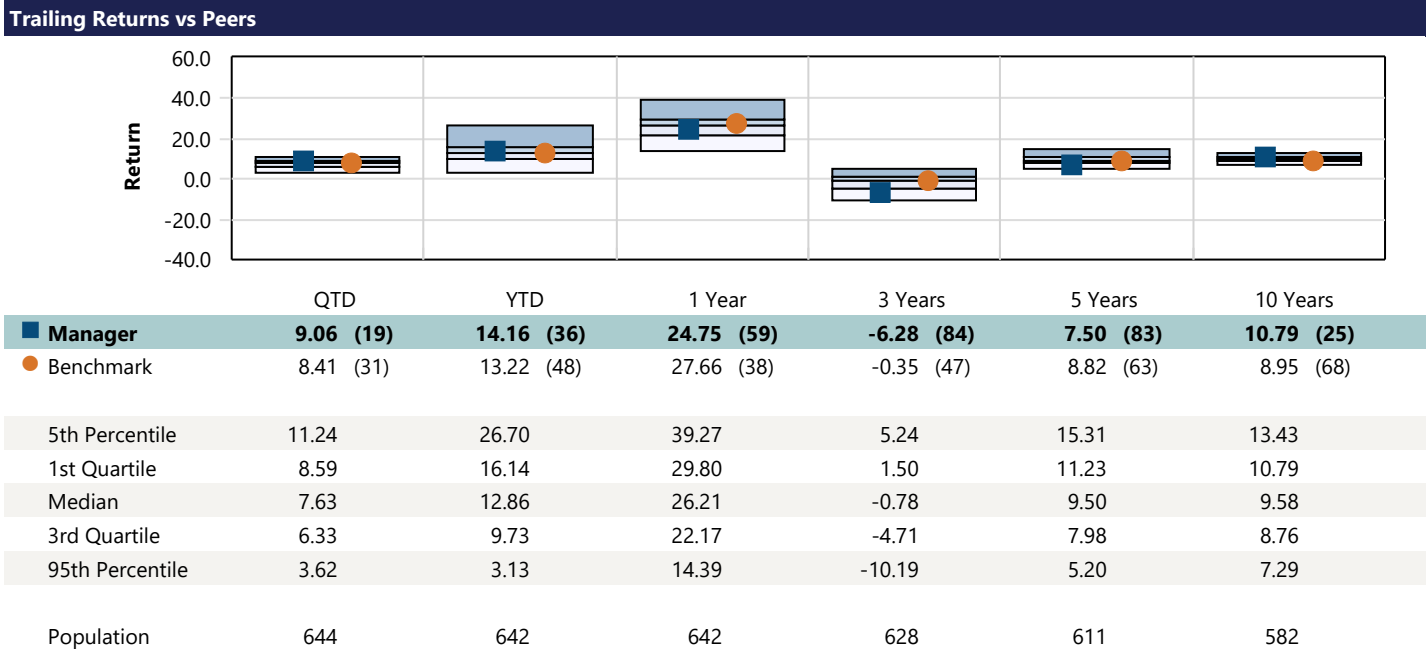 Trailing Returns vs Peers
60.0
40.0
20.0
0.0
-20.0
-40.0
Return
QTD YTD 1 Year 3 Years 5 Years 10 Years
Manager 9.06 (19) 14.16 (36) 24.75 (59) -6.28 (84) 7.50 (83) 10.79 (25)
Benchmark 8.41 (31) 13.22 (48) 27.66 (38) -0.35 (47) 8.82 (63) 8.95 (68)
5th Percentile 11.24 26.70 39.27 5.24 15.31 13.43
1st Quartile 8.59 16.14 29.80 1.50 11.23 10.79
Median 7.63 12.86 26.21 -0.78 9.50 9.58
3rd Quartile 6.33 9.73 22.17 -4.71 7.98 8.76
95th Percentile 3.62 3.13 14.39 -10.19 5.20 7.29
Population 644 642 642 628 611 582